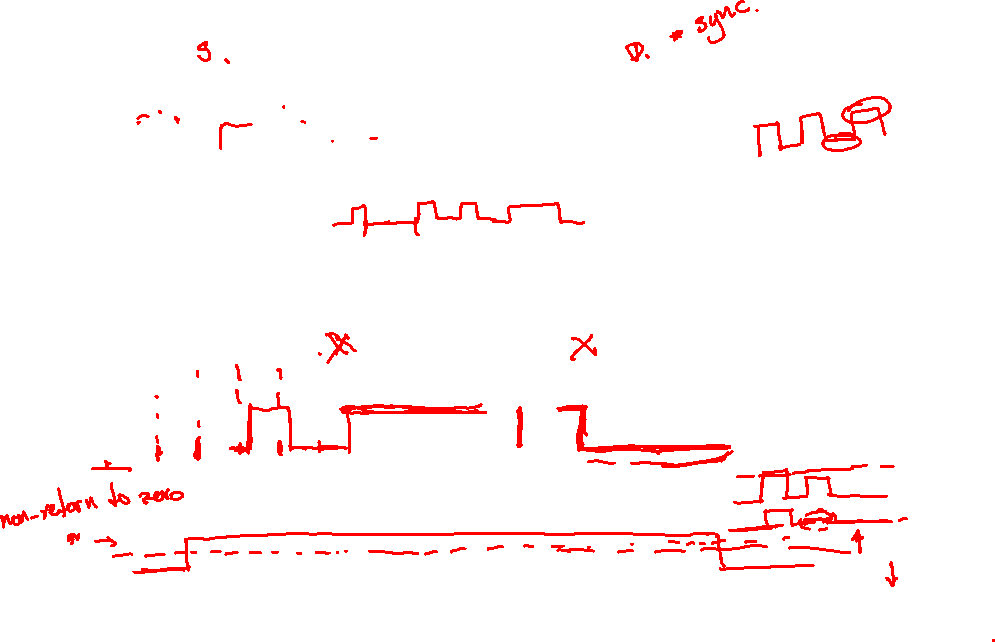 S.
D. * sync.
non-return to zero